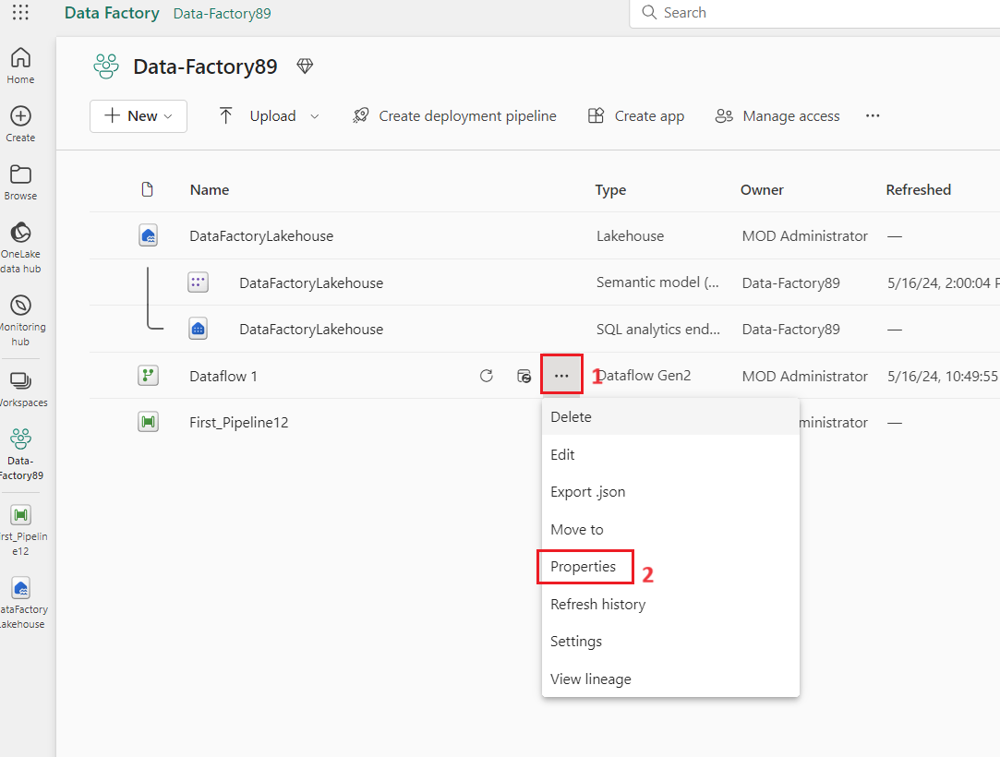 Data Factory Data-Factory89 Search
Data-Factory89
New Upload Create deployment pipeline Create app Manage access ...
Home
Create
Browse
OneLake
data hub
Monitoring
hub
Workspaces
Data-
Factory89
irst_Pipelin
e12
ataFactory
akehouse
Name Type Owner Refreshed
DataFactoryLakehouse Lakehouse MOD Administrator —
DataFactoryLakehouse Semantic model (... Data-Factory89 5/16/24, 2:00:04 P
DataFactoryLakehouse SQL analytics end... Data-Factory89 —
Dataflow 1 ... 1 Dataflow Gen2 MOD Administrator 5/16/24, 10:49:55
First_Pipeline12 ministrator —
Delete
Edit
Export .json
Move to
Properties 2
Refresh history
Settings
View lineage